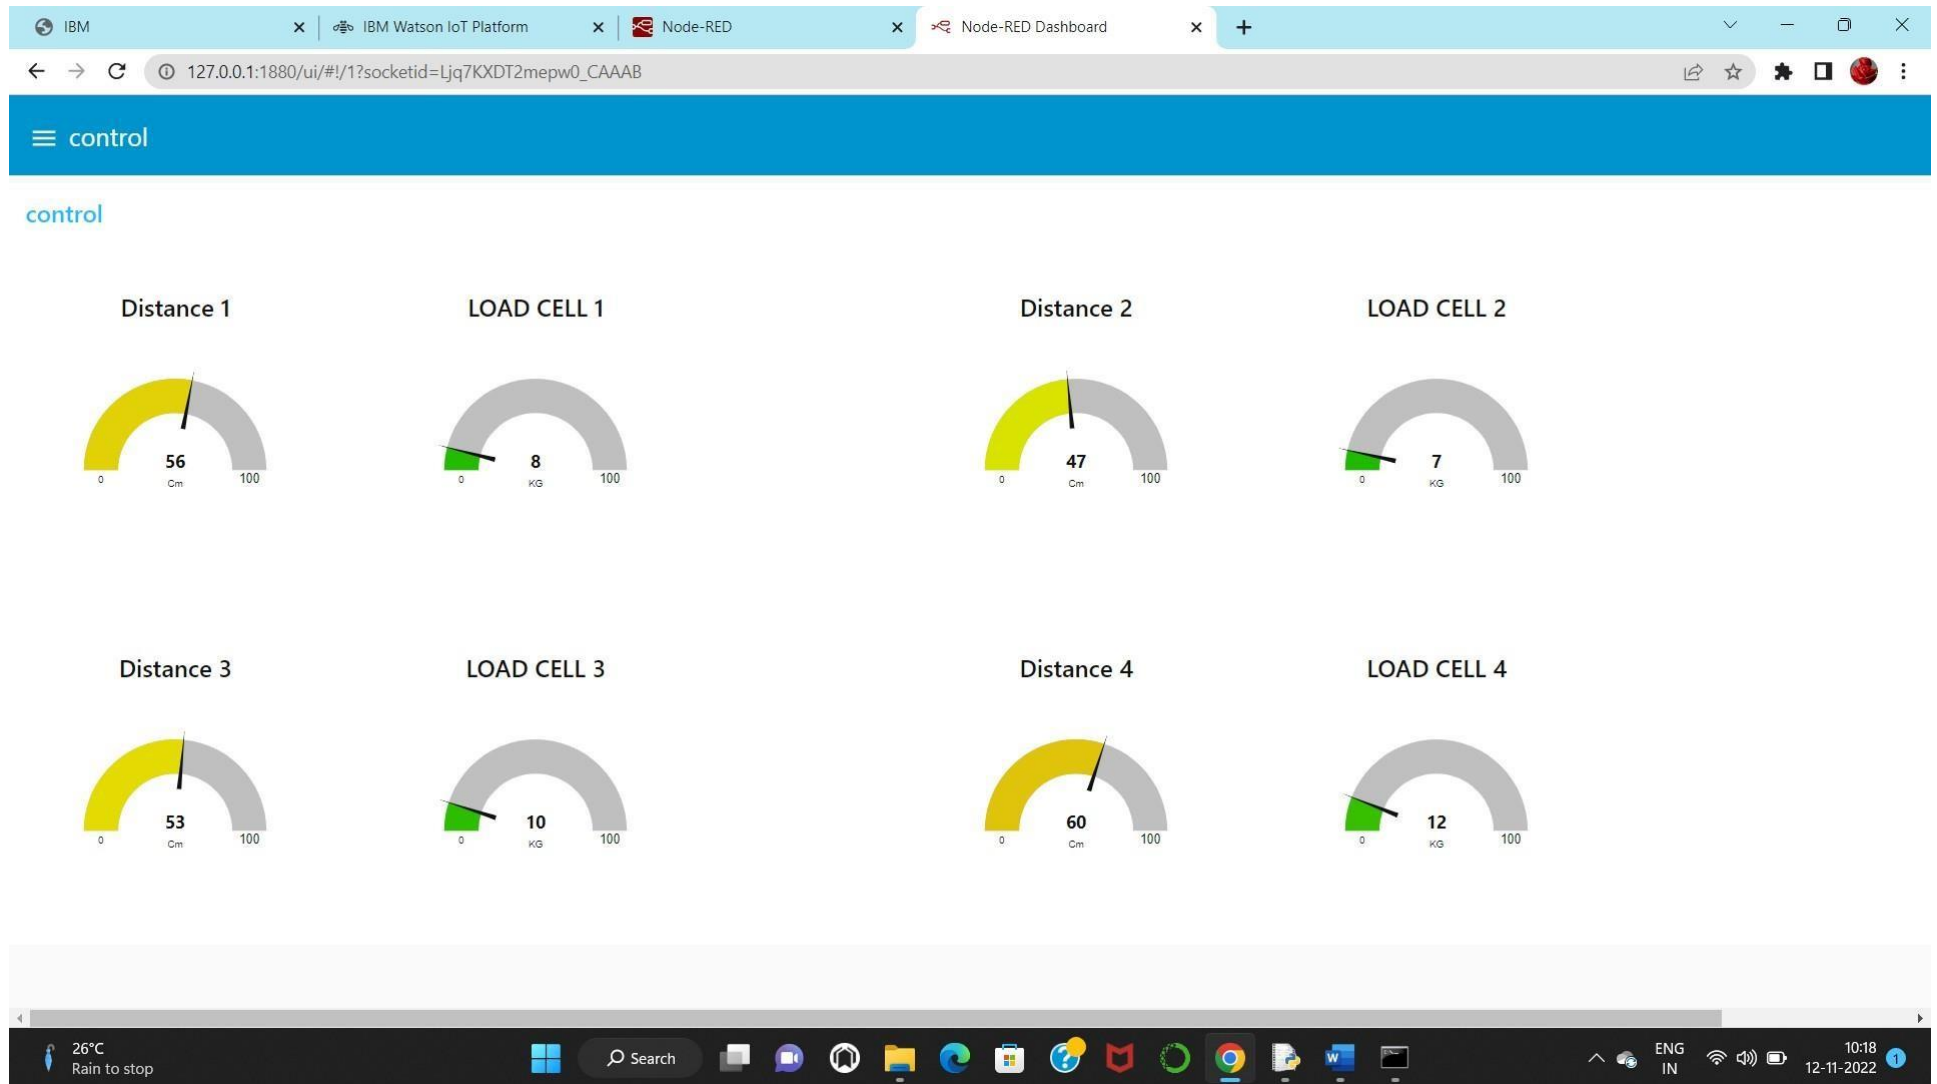 IBM
IBM Watson IoT Platform
Node-RED
Node-RED Dashboard
127.0.0.1:1880/ui/#!/1?socketid=Ljq7KXDT2mepw0_CAAAB
control
control
Distance 1
LOAD CELL 1
Distance 2
LOAD CELL 2
56
0 Cm 100
8
0 KG 100
47
0 Cm 100
7
0 KG 100
Distance 3
LOAD CELL 3
Distance 4
LOAD CELL 4
53
0 Cm 100
10
0 KG 100
60
0 Cm 100
12
0 KG 100
26°C
Rain to stop
Search
W
ENG
IN
10:18
12-11-2022
1